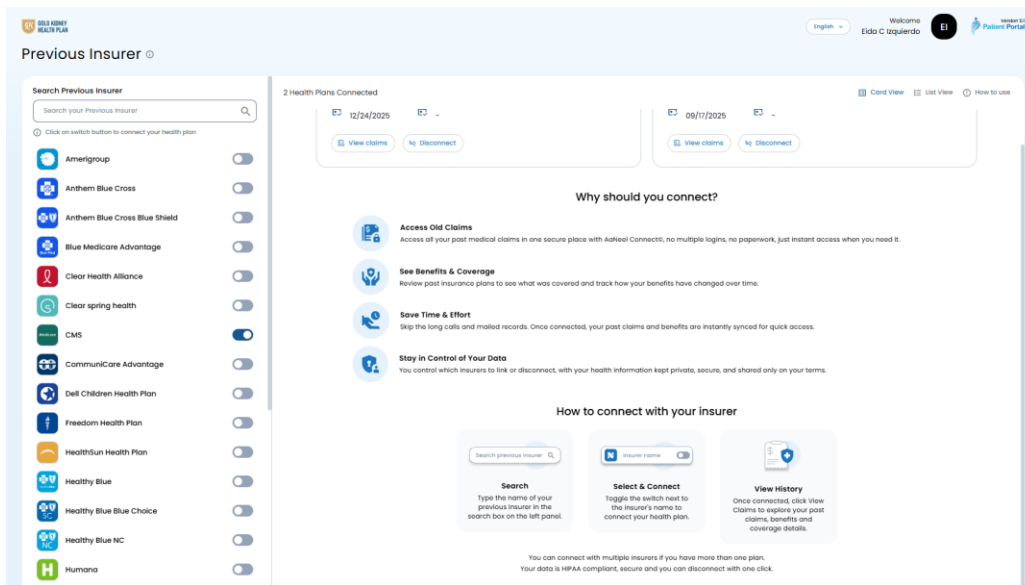 GOLD KIDNEY
HEALTH PLAN
English
Welcome
Eida C Izquierdo
EI
Patient Portal
Previous Insurer
Search Previous Insurer
Search your Previous Insurer
Click on switch button to connect your health plan
Amerigroup
Anthem Blue Cross
Anthem Blue Cross Blue Shield
Blue Medicare Advantage
Clear Health Alliance
Clear spring health
CMS
CommuniCare Advantage
Dell Children Health Plan
Freedom Health Plan
HealthSun Health Plan
Healthy Blue
SC
Healthy Blue Blue Choice
NC
Healthy Blue NC
H
Humana
2 Health Plans Connected
Card View
List View
How to use
12/24/2025
-
View claims
Disconnect
09/17/2025
-
View claims
Disconnect
Why should you connect?
Access Old Claims
Access all your past medical claims in one secure place with AaNeel Connect©, no multiple logins, no paperwork, just instant access when you need it.
See Benefits & Coverage
Review past insurance plans to see what was covered and track how your benefits have changed over time.
Save Time & Effort
Skip the long calls and mailed records. Once connected, your past claims and benefits are instantly synced for quick access.
Stay in Control of Your Data
You control which insurers to link or disconnect, with your health information kept private, secure, and shared only on your terms.
How to connect with your insurer
Search previous insurer
Search
Type the name of your
previous insurer in the
search box on the left panel.
Insurer name
Select & Connect
Toggle the switch next to
the insurer's name to
connect your health plan.
View History
Once connected, click View
Claims to explore your past
claims, benefits and
coverage details.
You can connect with multiple insurers if you have more than one plan.
Your data is HIPAA compliant, secure and you can disconnect with one click.